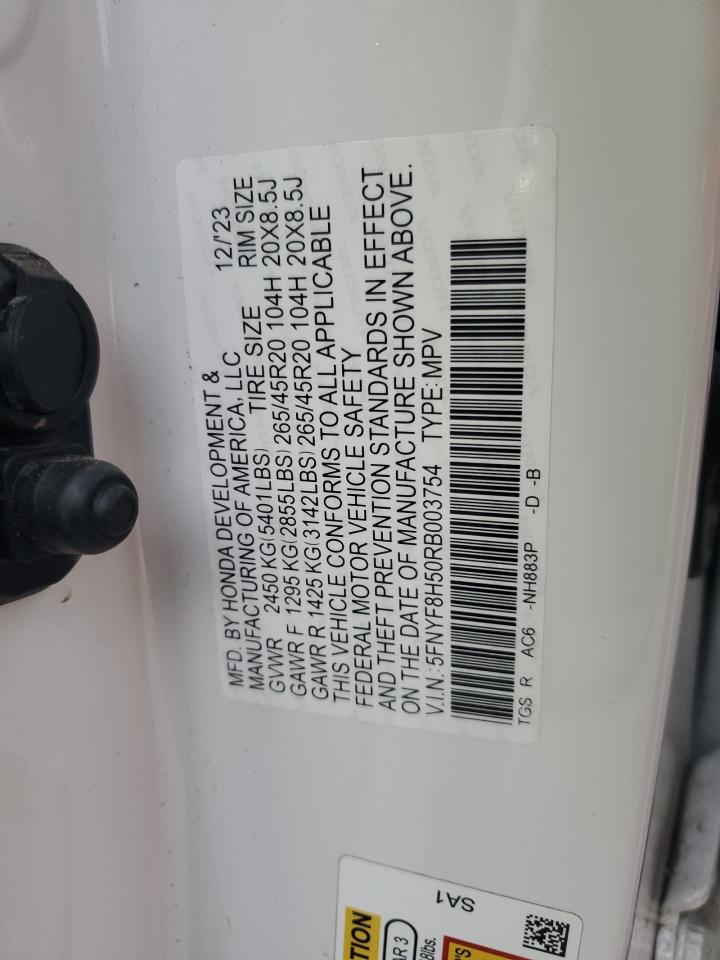 MFD. BY HONDA DEVELOPMENT &
MANUFACTURING OF AMERICA, LLC 12/'23
GVWR 2450 KG(5401LBS) TIRE SIZE RIM SIZE
GAWR F 1295 KG(2855LBS) 265/45R20 104H 20X8.5J
GAWR R 1425 KG(3142LBS) 265/45R20 104H 20X8.5J
THIS VEHICLE CONFORMS TO ALL APPLICABLE
FEDERAL MOTOR VEHICLE SAFETY
AND THEFT PREVENTION STANDARDS IN EFFECT
ON THE DATE OF MANUFACTURE SHOWN ABOVE.
V.I.N.: 5FNYF8H50RB003754 TYPE: MPV
TGS R AC6 -NH883P -D -B
SA1